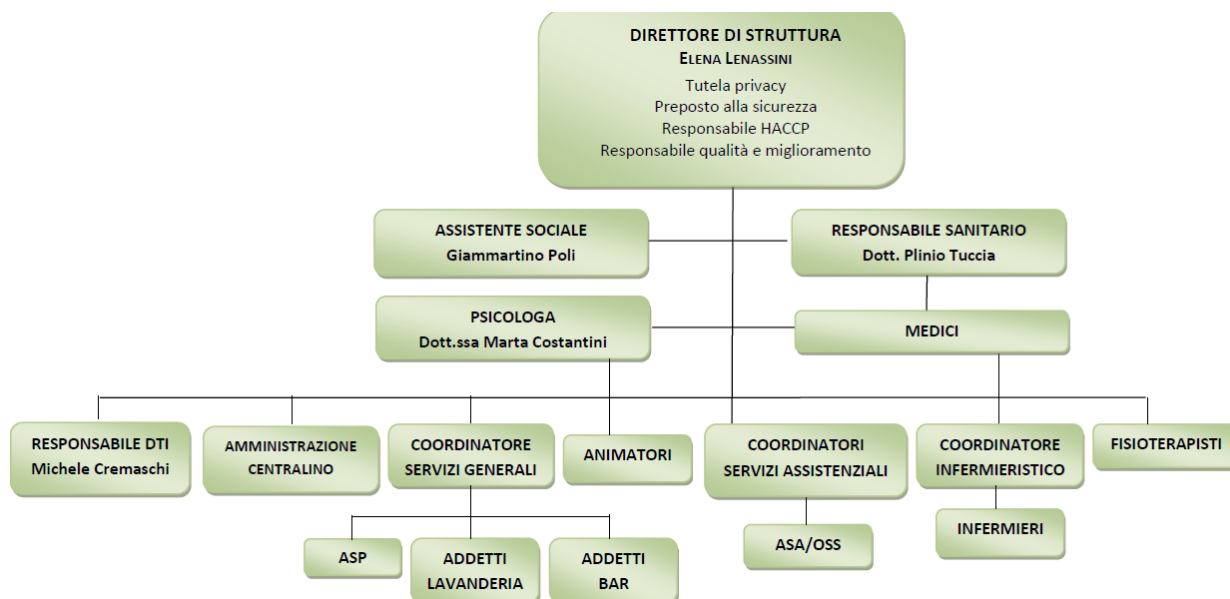 DIRETTORE DI STRUTTURA
ELENA LENASSINI
Tutela privacy
Preposto alla sicurezza
Responsabile HACCP
Responsabile qualità e miglioramento
ASSISTENTE SOCIALE
Giammartino Poli
RESPONSABILE SANITARIO
Dott. Plinio Tuccia
PSICOLOGA
Dott.ssa Marta Costantini
MEDICI
RESPONSABILE DTI
Michele Cremaschi
AMMINISTRAZIONE
CENTRALINO
COORDINATORE
SERVIZI GENERALI
ANIMATORI
COORDINATORI
SERVIZI ASSISTENZIALI
COORDINATORE
INFERMIERISTICO
FISIOTERAPISTI
ASP
ADDETTI
LAVANDERIA
ADDETTI
BAR
ASA/OSS
INFERMIERI